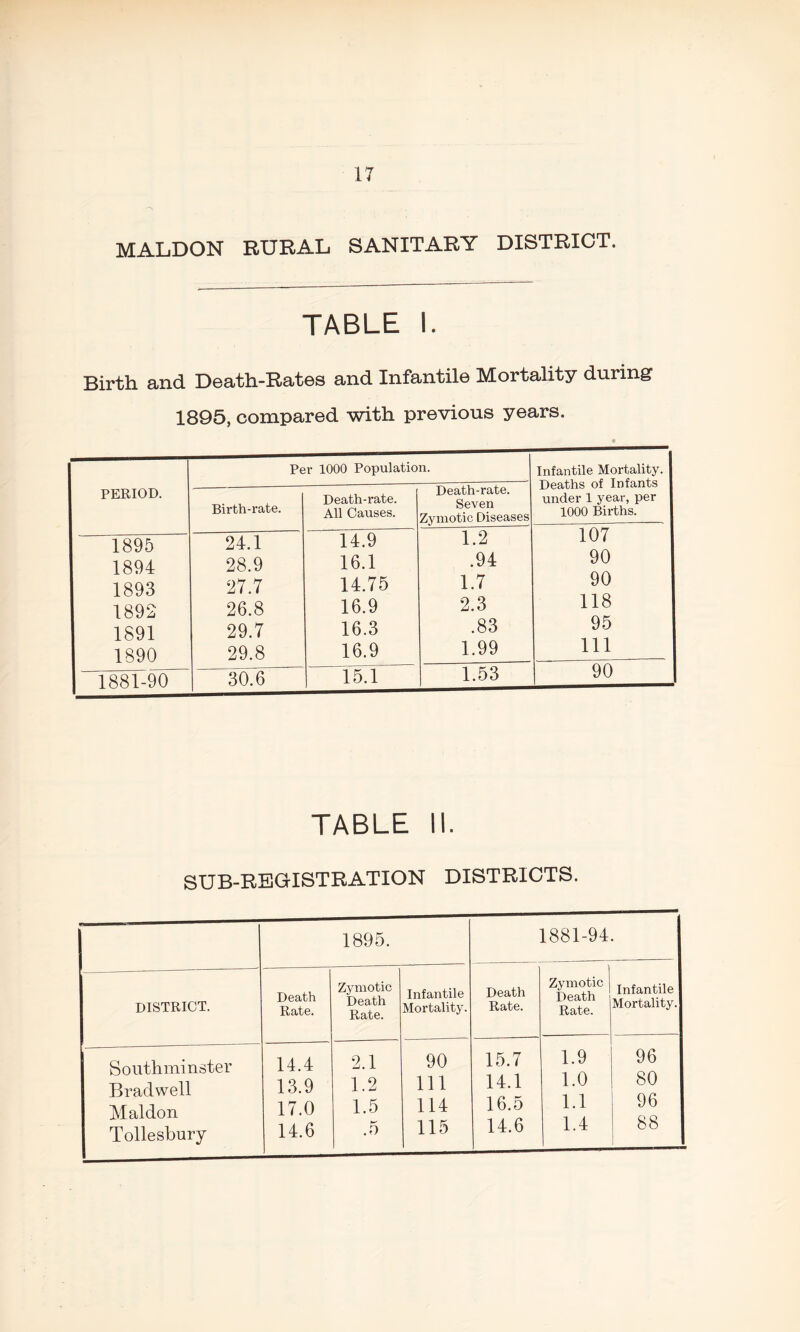 17
MALDON RURAL SANITARY DISTRICT.
TABLE I.
Birth and Death-Rates and Infantile Mortality during
1895, compared with previous years.
PERIOD. Per 1000 Population. Infantile Mortality. Deaths of Infants under 1 year, per 1000 Births.
Birth-rate. Death-rate. All Causes. Death-rate. Seven Zymotic Diseases
1895 24.1 14.9 1.2 107
1894 28.9 16.1 .94 90
1893 27.7 14.75 1.7 90
1892 26.8 16.9 2.3 118
1891 29.7 16.3 .83 95
1890 29.8 16.9 1.99 111
1881-90 30.6 15.1 1.53 90
TABLE II.
SUB-REGISTRATION DISTRICTS.
1895. 1881-94.
DISTRICT. Death Rate. Zymotic Death Rate. Infantile Mortality. Death Rate. Zymotic Death Rate. Infantile Mortality.
Southminster 14.4 2.1 90 15.7 1.9 96
Bradwell 13.9 1.2 111 14.1 1.0 80
Maldon 17.0 1.5 114 16.5 1.1 96
Tollesbury 14.6 .5 115 14.6 1.4 88